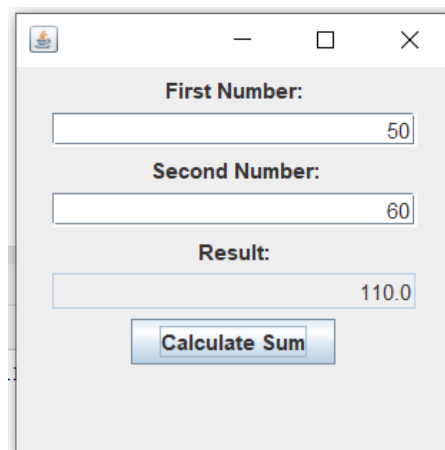 First Number:
50
Second Number:
60
Result:
110.0
Calculate Sum